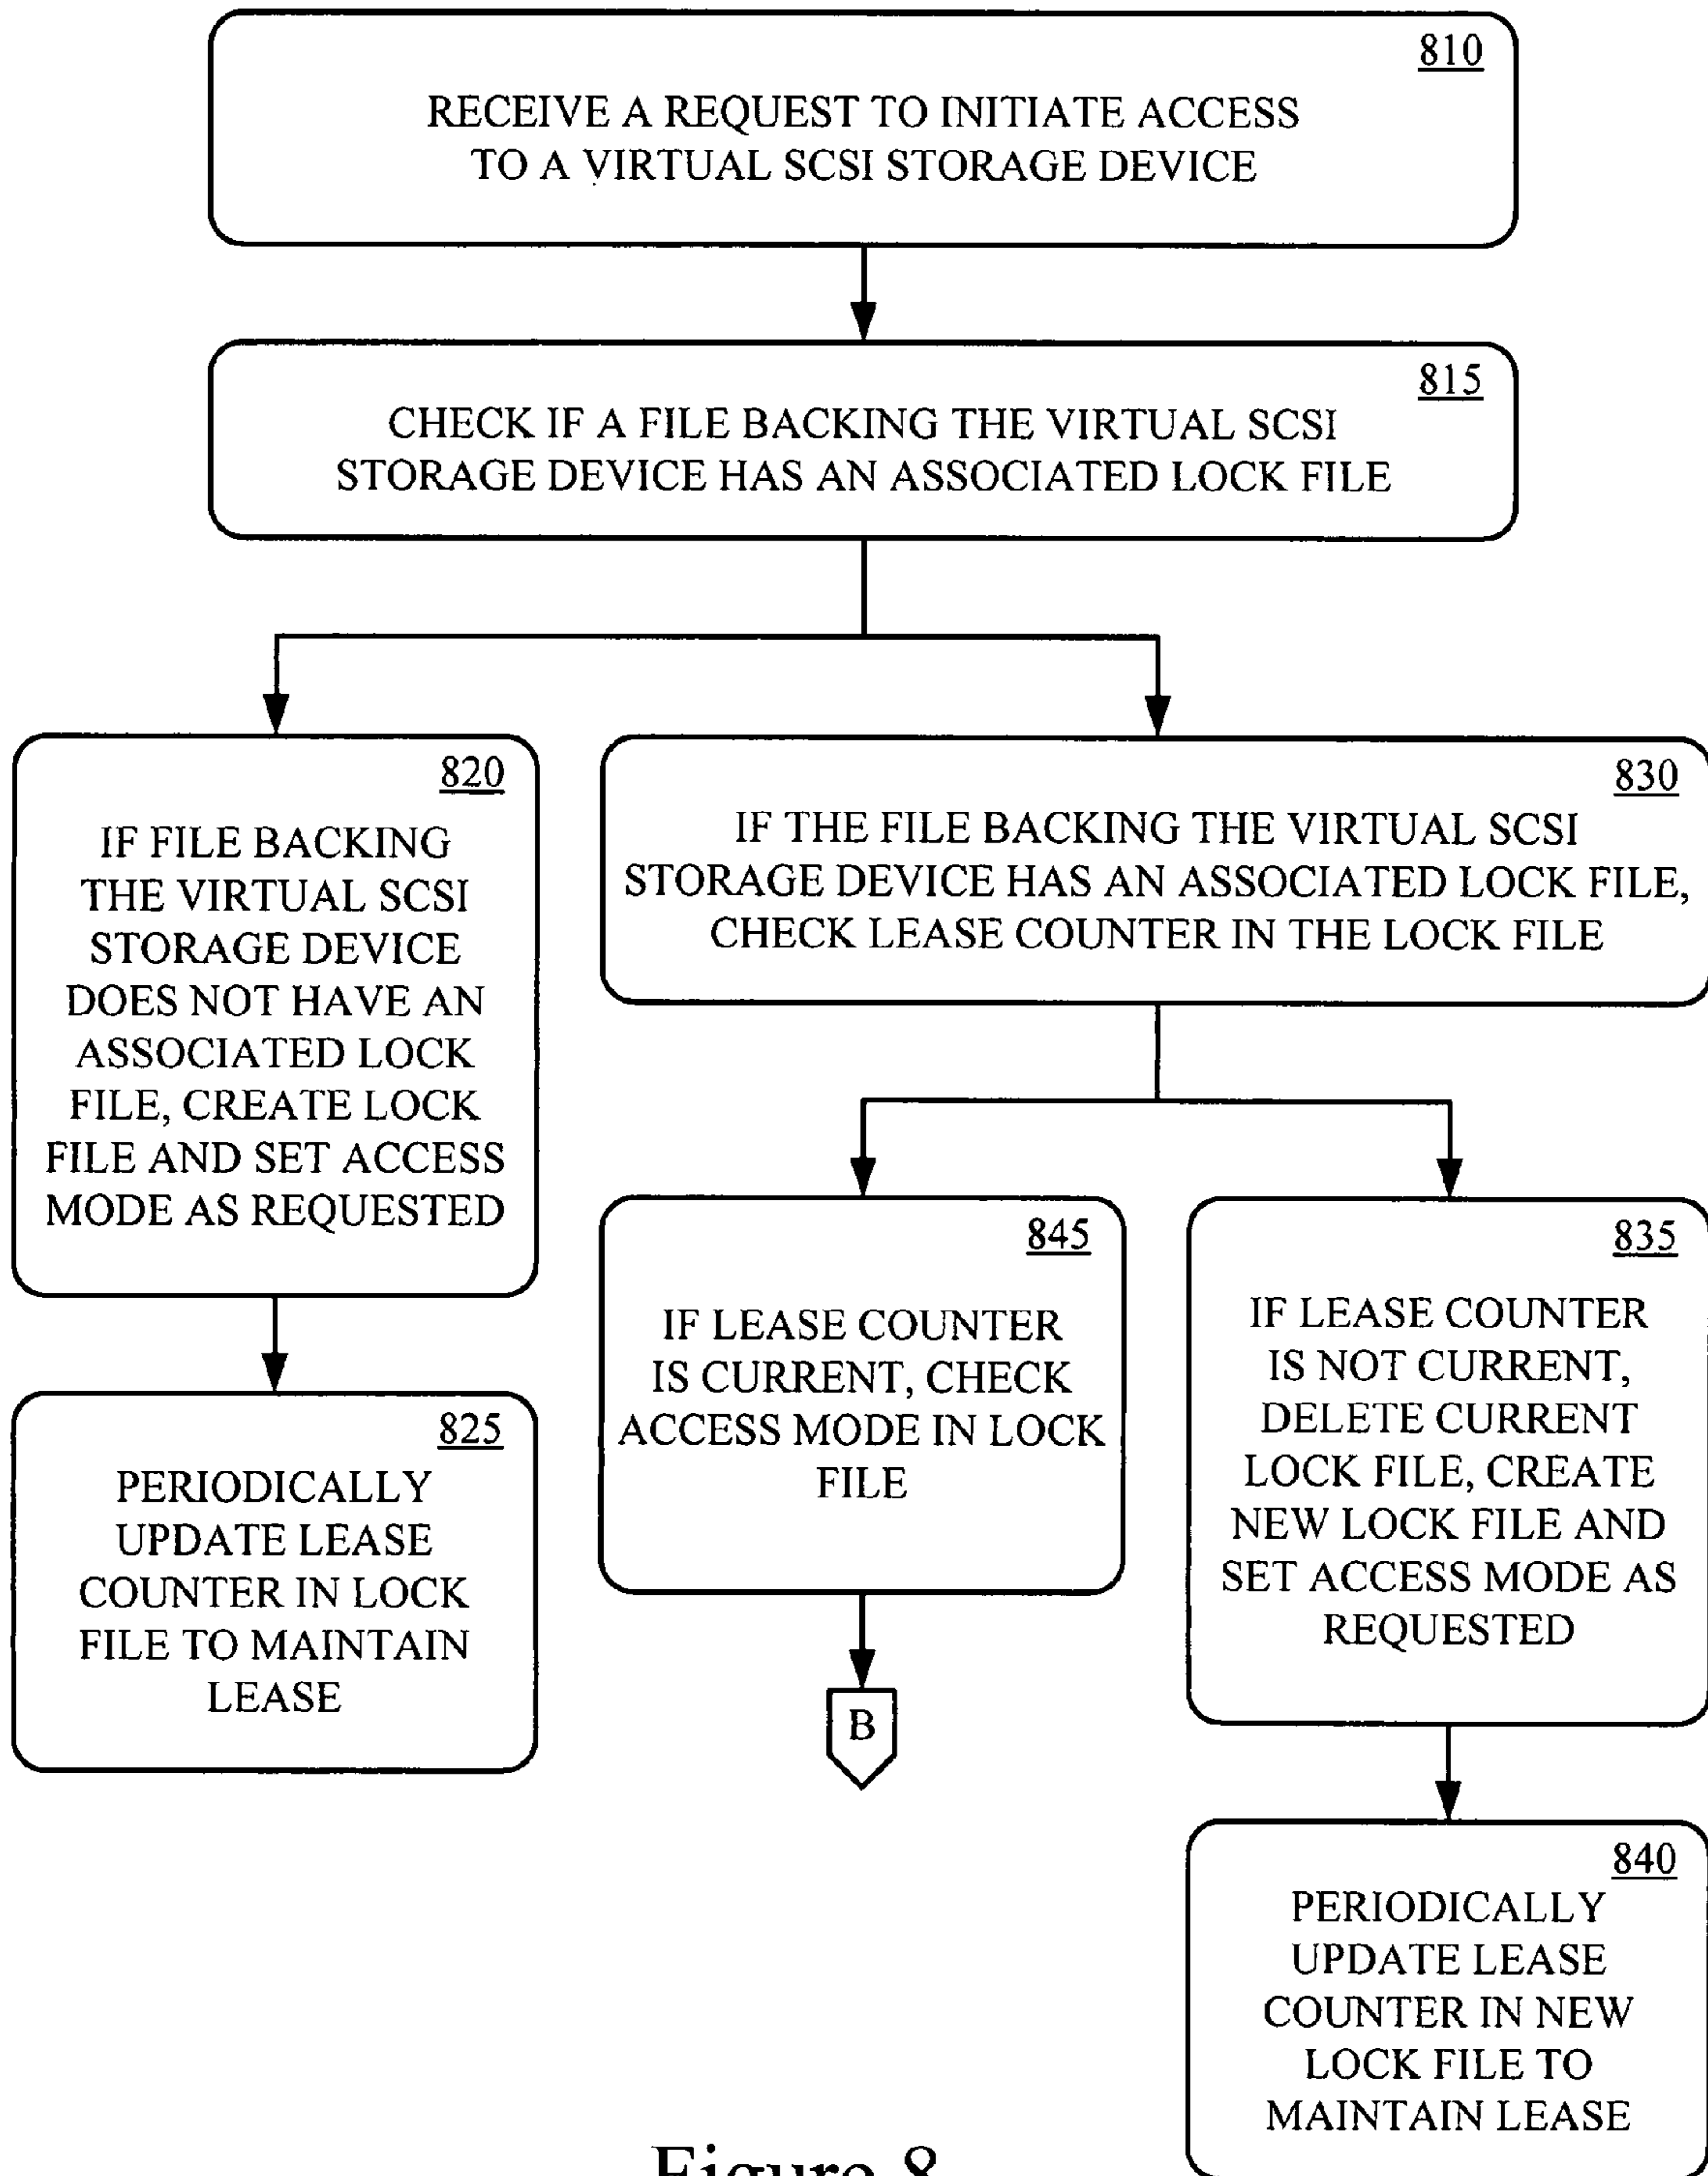 810
RECEIVE A REQUEST TO INITIATE ACCESS
TO A VIRTUAL SCSI STORAGE DEVICE
815
CHECK IF A FILE BACKING THE VIRTUAL SCSI
STORAGE DEVICE HAS AN ASSOCIATED LOCK FILE
820
IF FILE BACKING
THE VIRTUAL SCSI
STORAGE DEVICE
DOES NOT HAVE AN
ASSOCIATED LOCK
FILE, CREATE LOCK
FILE AND SET ACCESS
MODE AS REQUESTED
825
PERIODICALLY
UPDATE LEASE
COUNTER IN LOCK
FILE TO MAINTAIN
LEASE
830
IF THE FILE BACKING THE VIRTUAL SCSI
STORAGE DEVICE HAS AN ASSOCIATED LOCK FILE,
CHECK LEASE COUNTER IN THE LOCK FILE
845
IF LEASE COUNTER
IS CURRENT, CHECK
ACCESS MODE IN LOCK
FILE
B
835
IF LEASE COUNTER
IS NOT CURRENT,
DELETE CURRENT
LOCK FILE, CREATE
NEW LOCK FILE AND
SET ACCESS MODE AS
REQUESTED
840
PERIODICALLY
UPDATE LEASE
COUNTER IN NEW
LOCK FILE TO
MAINTAIN LEASE
Figure 8